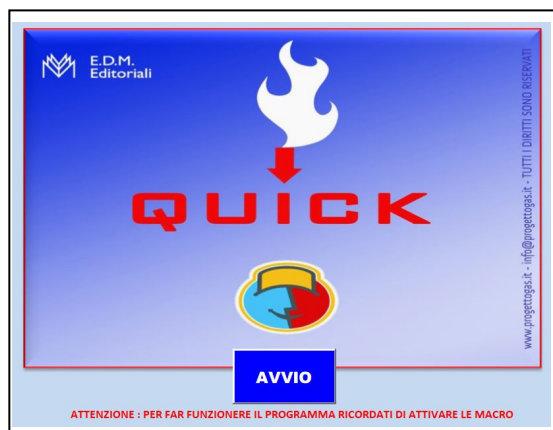 E.D.M.
Editoriali
QUICK
www.progettogas.it - info@progettogas.it - TUTTI I DIRITTI SONO RISERVATI
AVVIO
ATTENZIONE : PER FAR FUNZIONERE IL PROGRAMMA RICORDATI DI ATTIVARE LE MACRO